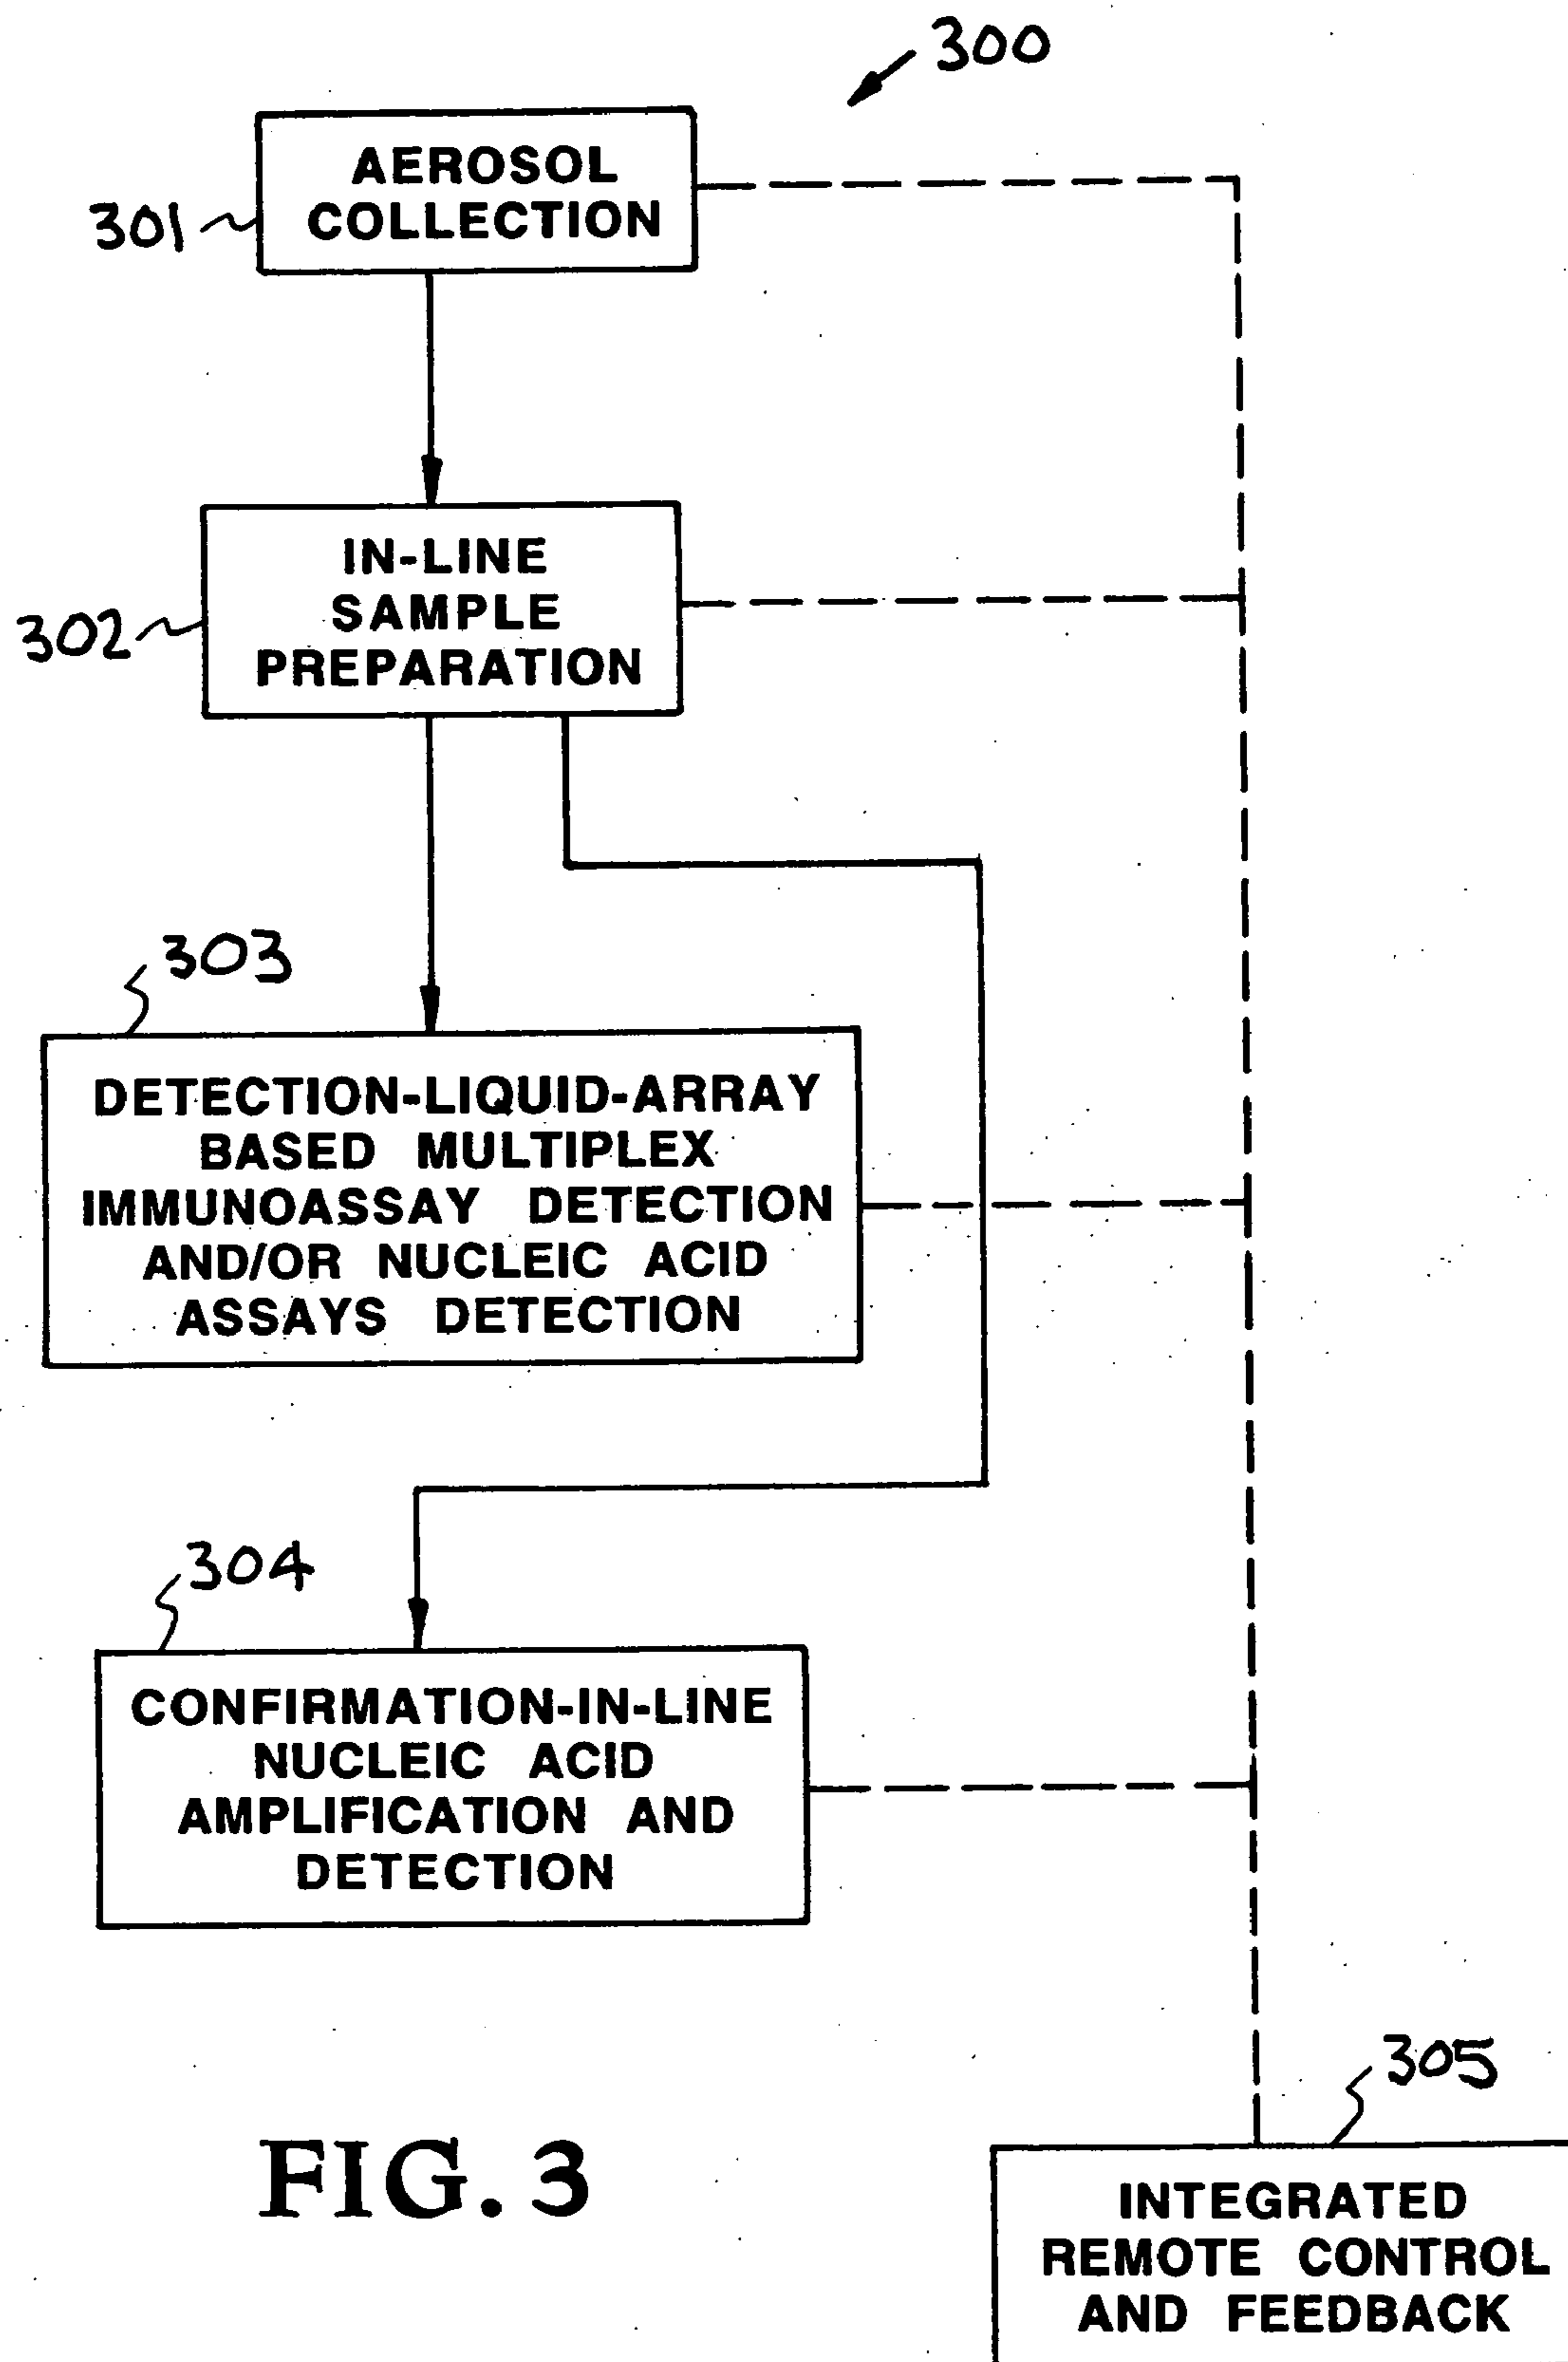 300
AEROSOL
COLLECTION
301
IN-LINE
SAMPLE
PREPARATION
302
303
DETECTION-LIQUID-ARRAY
BASED MULTIPLEX
IMMUNOASSAY DETECTION
AND/OR NUCLEIC ACID
ASSAYS DETECTION
304
CONFIRMATION-IN-LINE
NUCLEIC ACID
AMPLIFICATION AND
DETECTION
305
INTEGRATED
REMOTE CONTROL
AND FEEDBACK
FIG. 3